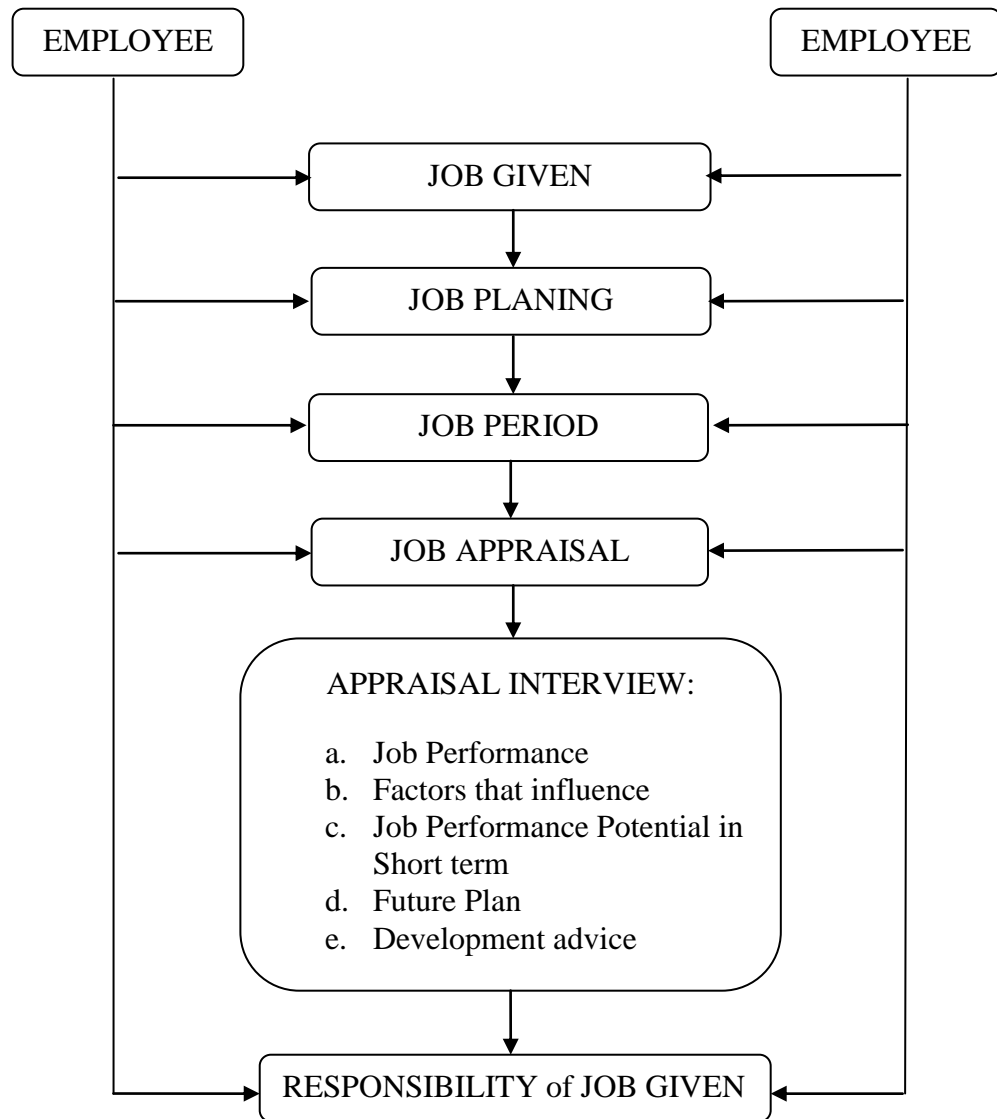 EMPLOYEE
EMPLOYEE
JOB GIVEN
JOB PLANING
JOB PERIOD
JOB APPRAISAL
APPRAISAL INTERVIEW:
a. Job Performance
b. Factors that influence
c. Job Performance Potential in
Short term
d. Future Plan
e. Development advice
RESPONSIBILITY of JOB GIVEN